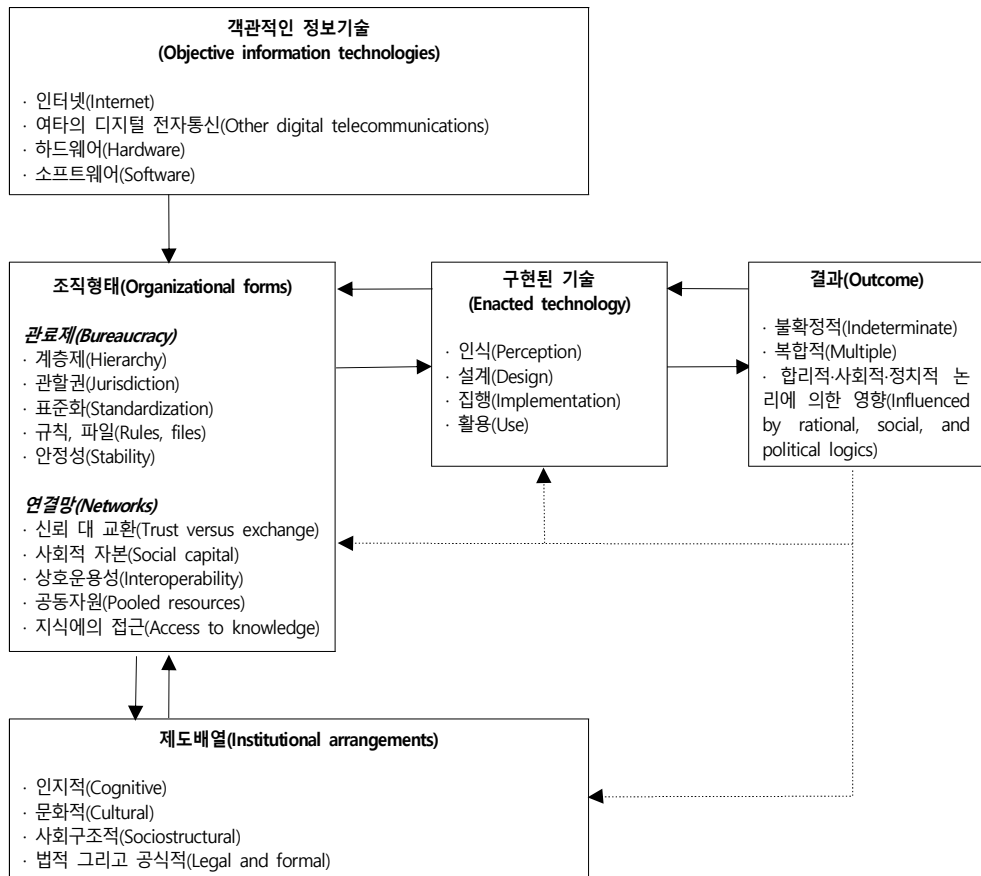 객관적인 정보기술
(Objective information technologies)
· 인터넷(Internet)
· 여타의 디지털 전자통신(Other digital telecommunications)
· 하드웨어(Hardware)
· 소프트웨어(Software)
조직형태(Organizational forms)
관료제(Bureaucracy)
· 계층제(Hierarchy)
· 관할권(Jurisdiction)
· 표준화(Standardization)
· 규칙, 파일(Rules, files)
· 안정성(Stability)
연결망(Networks)
· 신뢰 대 교환(Trust versus exchange)
· 사회적 자본(Social capital)
· 상호운용성(Interoperability)
· 공동자원(Pooled resources)
· 지식에의 접근(Access to knowledge)
구현된 기술
(Enacted technology)
· 인식(Perception)
· 설계(Design)
· 집행(Implementation)
· 활용(Use)
결과(Outcome)
· 불확정적(Indeterminate)
· 복합적(Multiple)
· 합리적·사회적·정치적 논
리에 의한 영향(Influenced
by rational, social, and
political logics)
제도배열(Institutional arrangements)
· 인지적(Cognitive)
· 문화적(Cultural)
· 사회구조적(Sociostructural)
· 법적 그리고 공식적(Legal and formal)